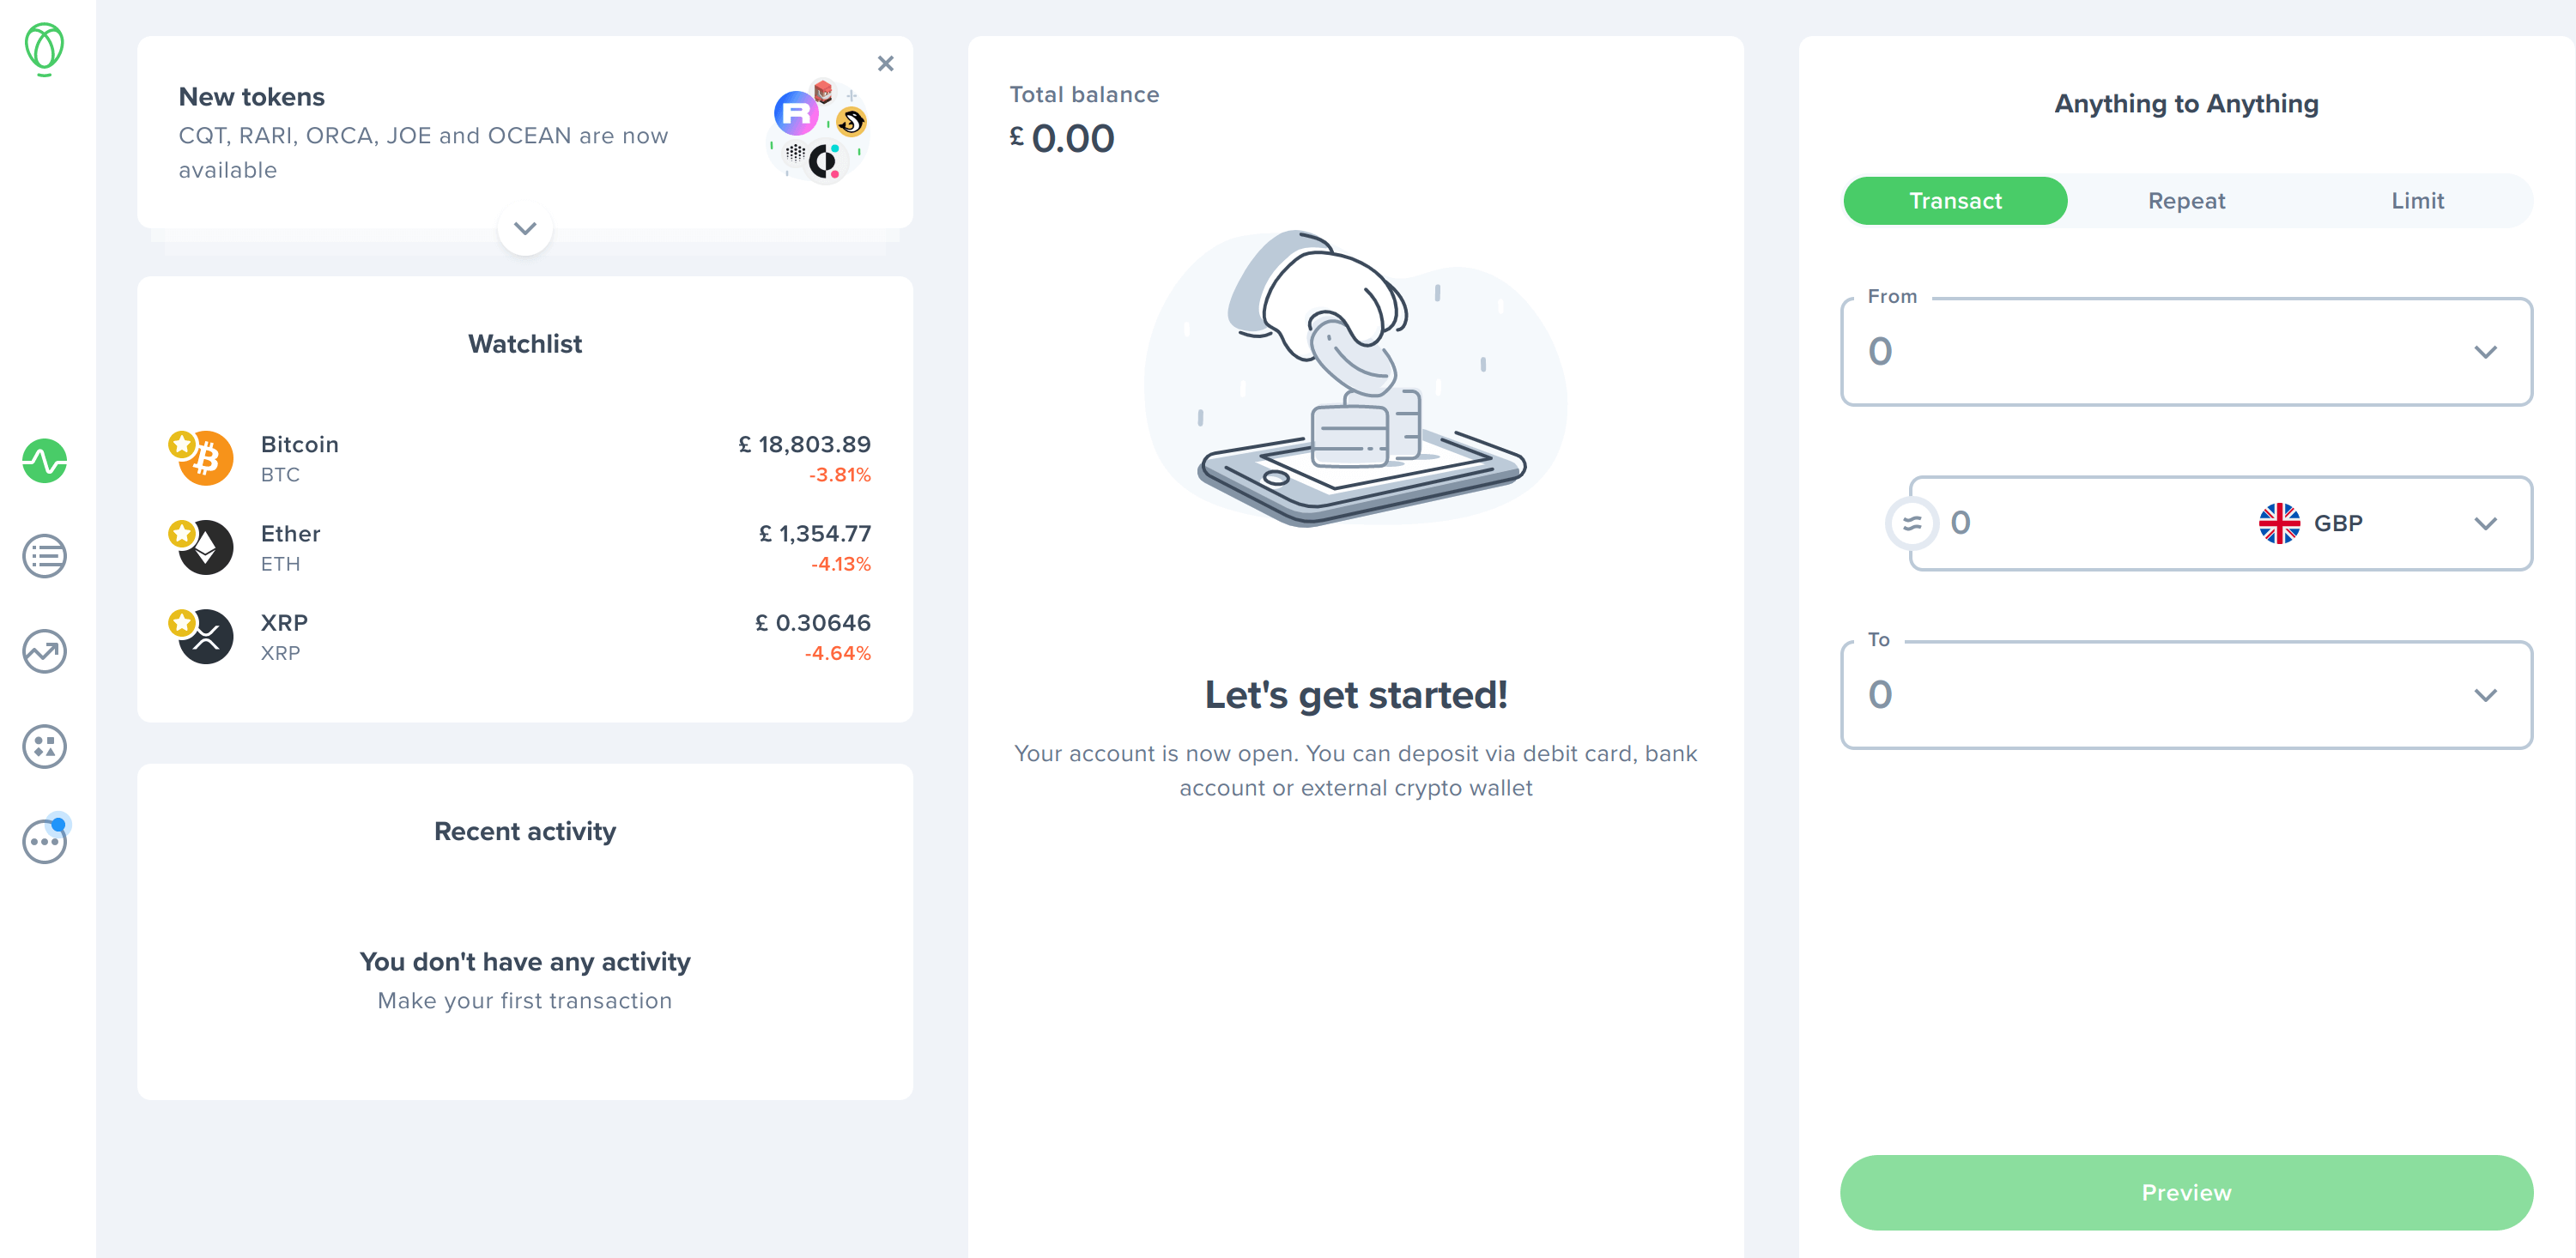 New tokens
CQT, RARI, ORCA, JOE and OCEAN are now
available
Watchlist
Bitcoin
BTC
£ 18,803.89
-3.81%
Ether
ETH
£ 1,354.77
-4.13%
XRP
XRP
£ 0.30646
-4.64%
Recent activity
You don't have any activity
Make your first transaction
Total balance
£ 0.00
Let's get started!
Your account is now open. You can deposit via debit card, bank
account or external crypto wallet
Anything to Anything
Transact Repeat Limit
From
0
≈ 0 GBP
To
0
Preview